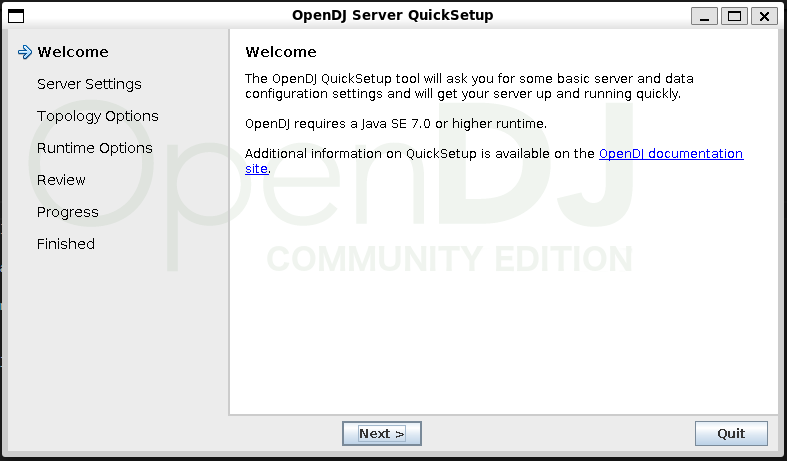 OpenDJ Server QuickSetup
Welcome
Server Settings
Topology Options
Runtime Options
Review
Progress
Finished
Welcome
The OpenDJ QuickSetup tool will ask you for some basic server and data
configuration settings and will get your server up and running quickly.
OpenDJ requires a Java SE 7.0 or higher runtime.
Additional information on QuickSetup is available on the OpenDJ documentation
site.
OpenDJ
COMMUNITY EDITION
Next >
Quit